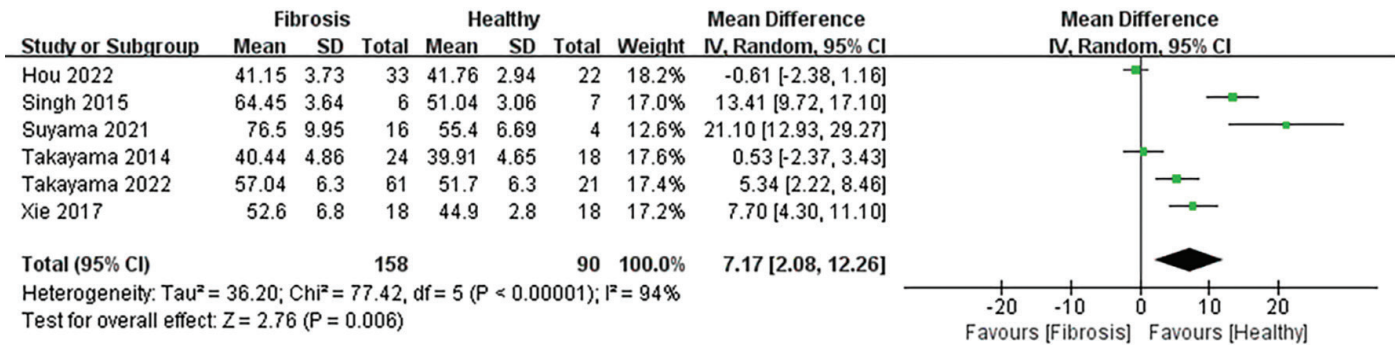 Fibrosis Healthy Mean Difference Mean Difference
Study or Subgroup Mean SD Total Mean SD Total Weight IV, Random, 95% CI IV, Random, 95% CI
Hou 2022 41.15 3.73 33 41.76 2.94 22 18.2% -0.61 [-2.38, 1.16]
Singh 2015 64.45 3.64 6 51.04 3.06 7 17.0% 13.41 [9.72, 17.10]
Suyama 2021 76.5 9.95 16 55.4 6.69 4 12.6% 21.10 [12.93, 29.27]
Takayama 2014 40.44 4.86 24 39.91 4.65 18 17.6% 0.53 [-2.37, 3.43]
Takayama 2022 57.04 6.3 61 51.7 6.3 21 17.4% 5.34 [2.22, 8.46]
Xie 2017 52.6 6.8 18 44.9 2.8 18 17.2% 7.70 [4.30, 11.10]
Total (95% CI) 158 90 100.0% 7.17 [2.08, 12.26]
Heterogeneity: Tau² = 36.20; Chi² = 77.42, df = 5 (P < 0.00001); I² = 94%
Test for overall effect: Z = 2.76 (P = 0.006)
-20 -10 0 10 20
Favours [Fibrosis] Favours [Healthy]